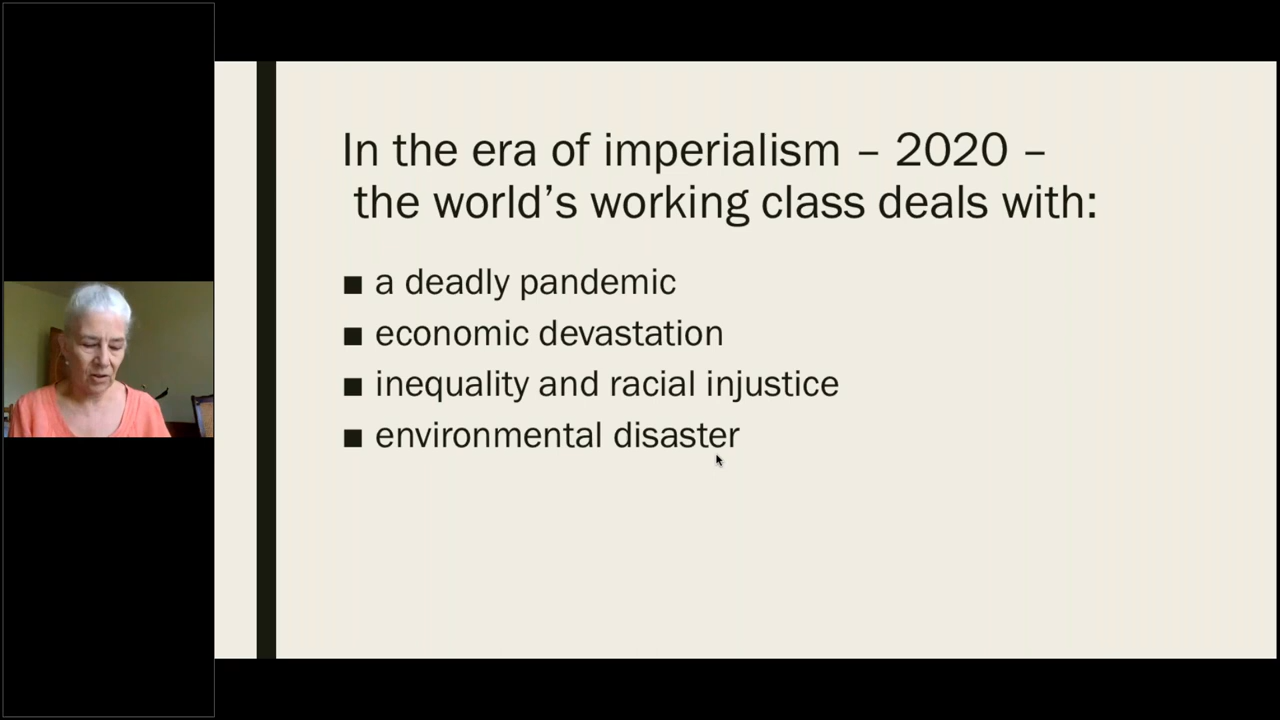 In the era of imperialism – 2020 –
the world’s working class deals with:
■ a deadly pandemic
■ economic devastation
■ inequality and racial injustice
■ environmental disaster